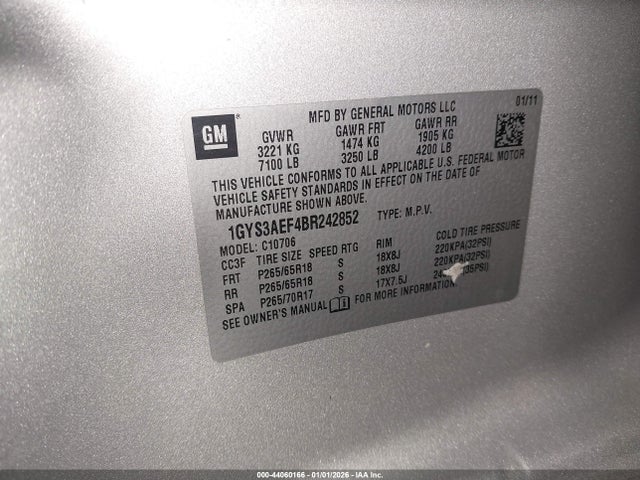 MFD BY GENERAL MOTORS LLC 01/11
GM
GVWR GAWR FRT GAWR RR
3221 KG 1474 KG 1905 KG
7100 LB 3250 LB 4200 LB
THIS VEHICLE CONFORMS TO ALL APPLICABLE U.S. FEDERAL MOTOR
VEHICLE SAFETY STANDARDS IN EFFECT ON THE DATE OF
MANUFACTURE SHOWN ABOVE.
1GYS3AEF4BR242852 TYPE: M.P.V.
MODEL: C10706
CC3F TIRE SIZE SPEED RTG RIM COLD TIRE PRESSURE
FRT P265/65R18 S 18X8J 220KPA(32PSI)
RR P265/65R18 S 18X8J 220KPA(32PSI)
SPA P265/70R17 S 17X7.5J (35PSI)
SEE OWNER'S MANUAL FOR MORE INFORMATION.
000-44060166 - 01/01/2026 - IAA Inc.